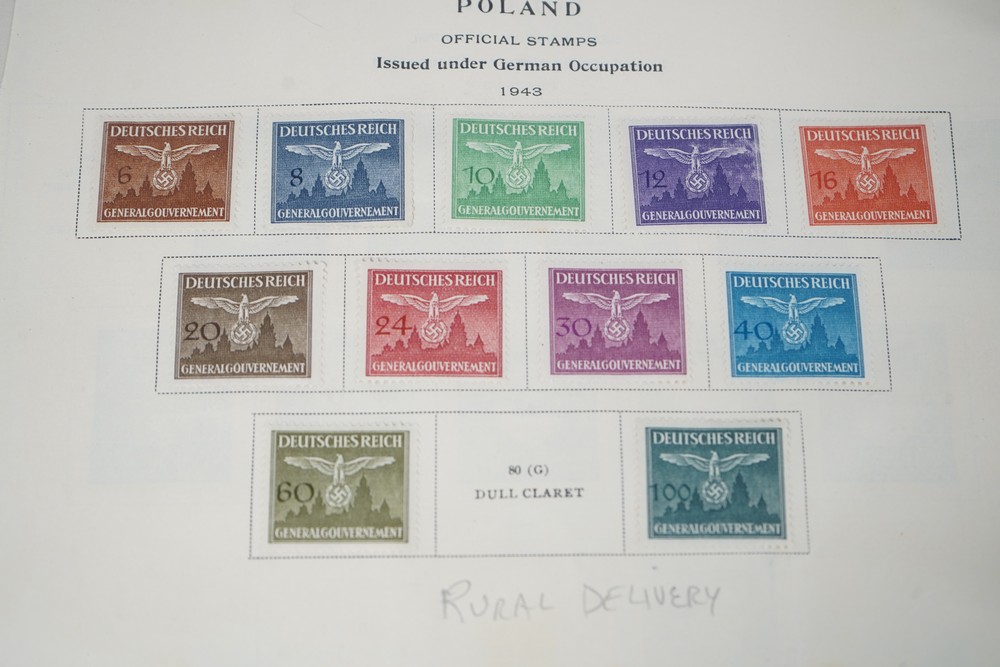 POLAND
OFFICIAL STAMPS
Issued under German Occupation
1943
DEUTSCHES REICH
6
GENERALGOUVERNEMENT
DEUTSCHES REICH
8
GENERALGOUVERNEMENT
DEUTSCHES REICH
10
GENERALGOUVERNEMENT
DEUTSCHES REICH
12
GENERALGOUVERNEMENT
DEUTSCHES REICH
16
GENERALGOUVERNEMENT
DEUTSCHES REICH
20
GENERALGOUVERNEMENT
DEUTSCHES REICH
24
GENERALGOUVERNEMENT
DEUTSCHES REICH
30
GENERALGOUVERNEMENT
DEUTSCHES REICH
40
GENERALGOUVERNEMENT
DEUTSCHES REICH
60
GENERALGOUVERNEMENT
80 (G)
DULL CLARET
DEUTSCHES REICH
100
GENERALGOUVERNEMENT
RURAL DELIVERY